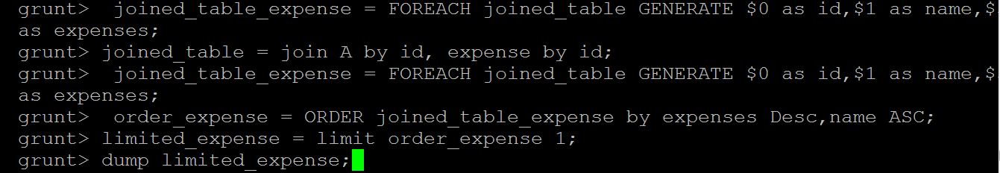 grunt>  joined_table_expense = FOREACH joined_table GENERATE $0 as id,$1 as name,$
as expenses;
grunt> joined_table = join A by id, expense by id;
grunt>  joined_table_expense = FOREACH joined_table GENERATE $0 as id,$1 as name,$
as expenses;
grunt>  order_expense = ORDER joined_table_expense by expenses Desc,name ASC;
grunt> limited_expense = limit order_expense 1;
grunt> dump limited_expense;